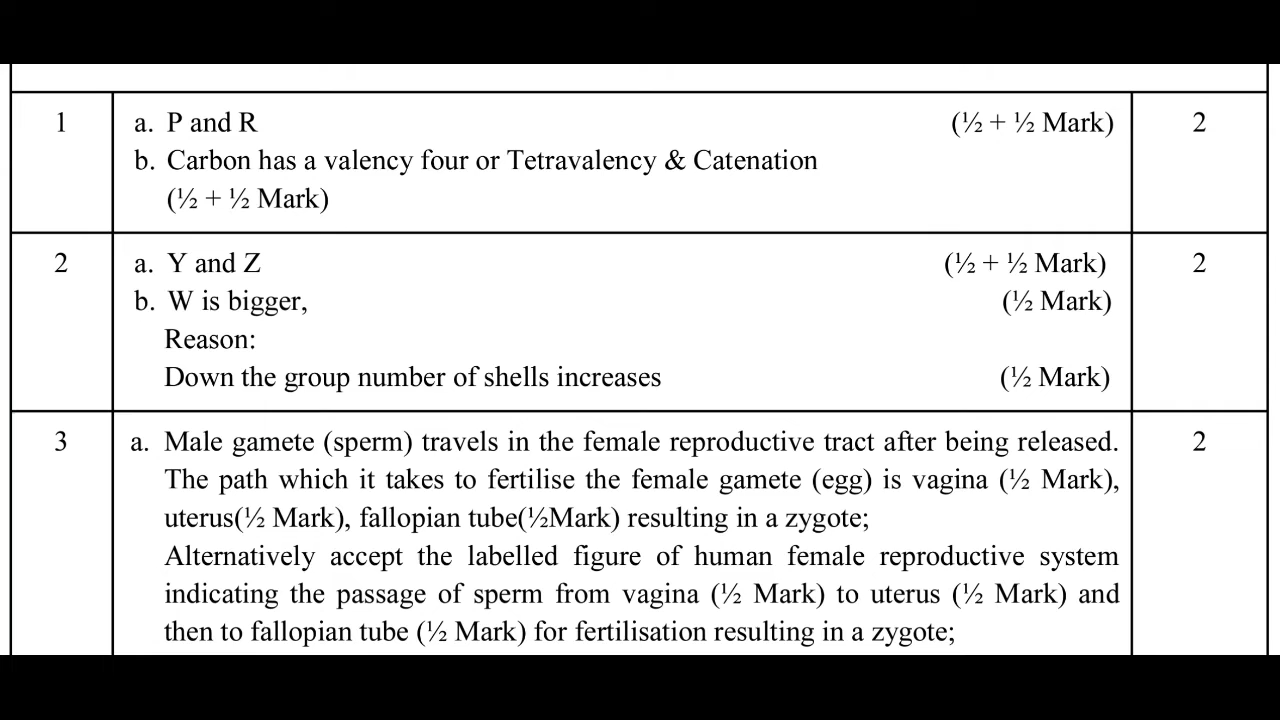 1 a. P and R (½ + ½ Mark) 2
b. Carbon has a valency four or Tetravalency & Catenation
(½ + ½ Mark)
2 a. Y and Z (½ + ½ Mark) 2
b. W is bigger, (½ Mark)
Reason:
Down the group number of shells increases (½ Mark)
3 a. Male gamete (sperm) travels in the female reproductive tract after being released. 2
The path which it takes to fertilise the female gamete (egg) is vagina (½ Mark),
uterus(½ Mark), fallopian tube(½Mark) resulting in a zygote;
Alternatively accept the labelled figure of human female reproductive system
indicating the passage of sperm from vagina (½ Mark) to uterus (½ Mark) and
then to fallopian tube (½ Mark) for fertilisation resulting in a zygote;